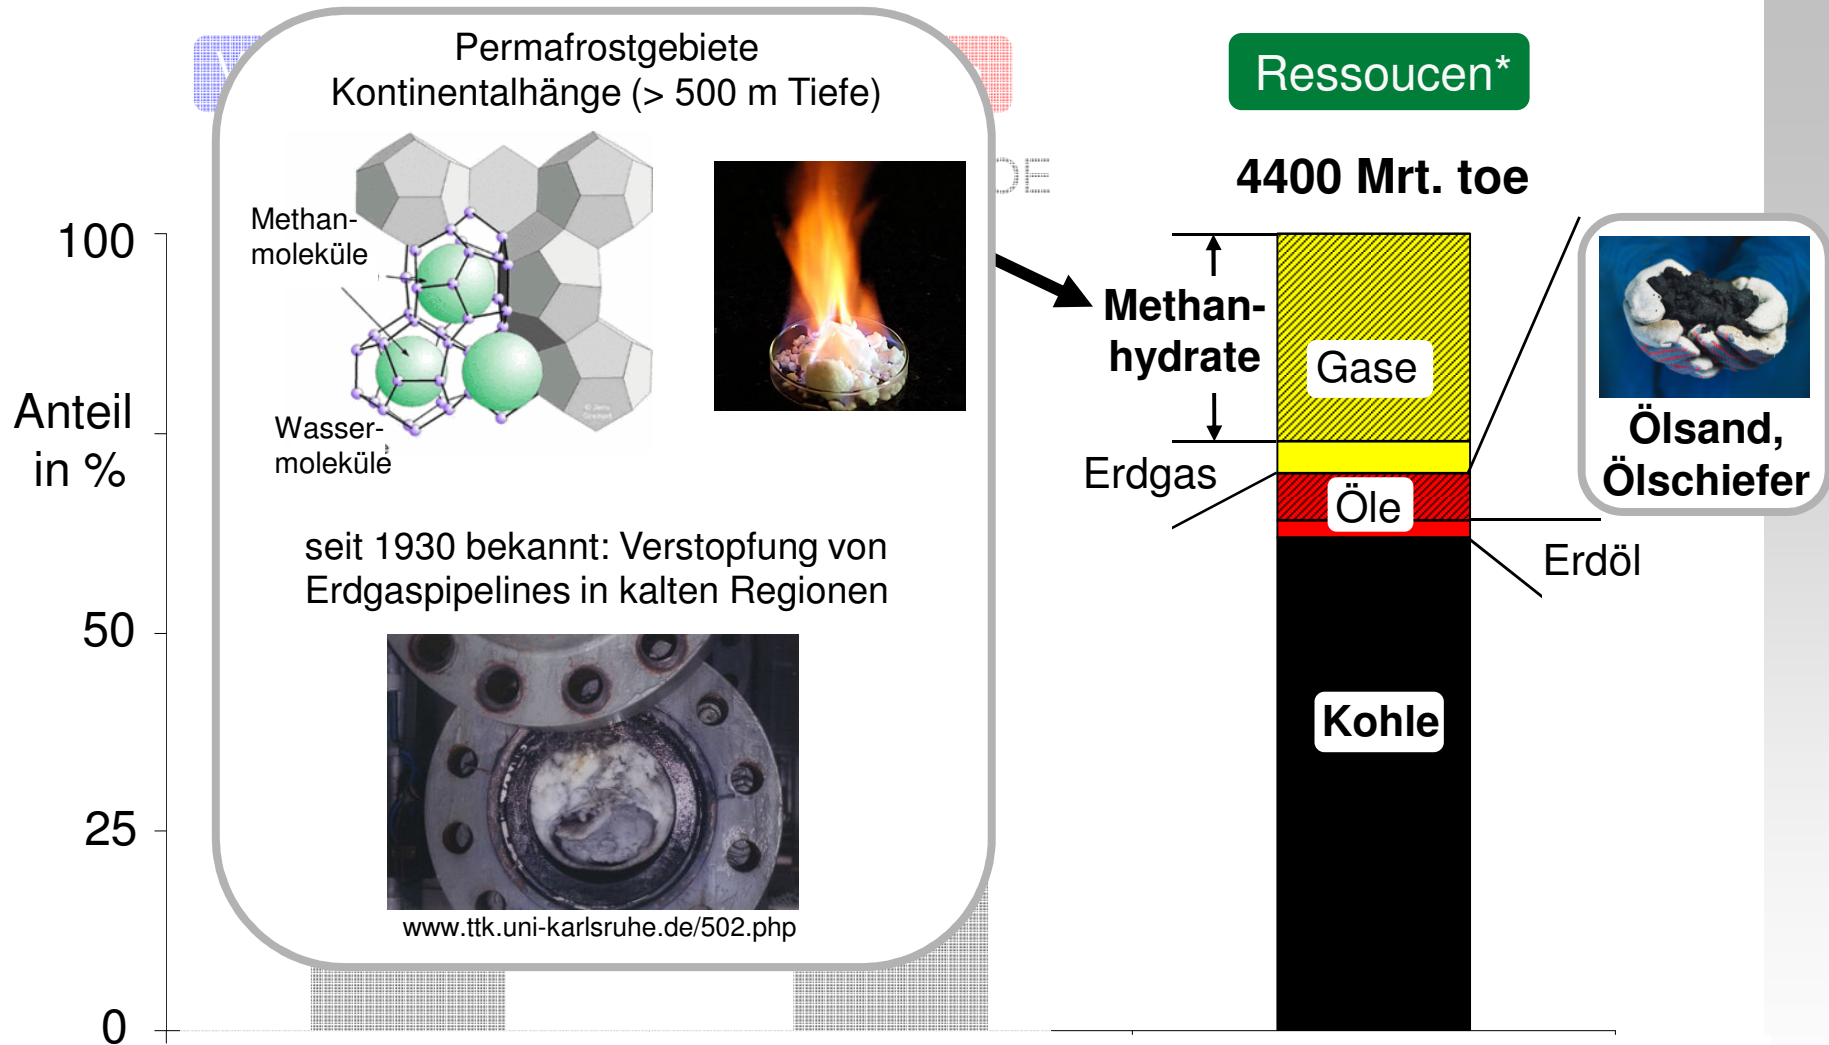 Permafrostgebiete
Kontinentalhänge (> 500 m Tiefe)
Methan-
moleküle
Wasser-
moleküle
seit 1930 bekannt: Verstopfung von
Erdgaspipelines in kalten Regionen
www.ttk.uni-karlsruhe.de/502.php
Ressoucen*
4400 Mrt. toe
Anteil
in %
100
50
25
0
Methan-
hydrate
Gase
Erdgas
Öle
Erdöl
Kohle
Ölsand,
Ölschiefer